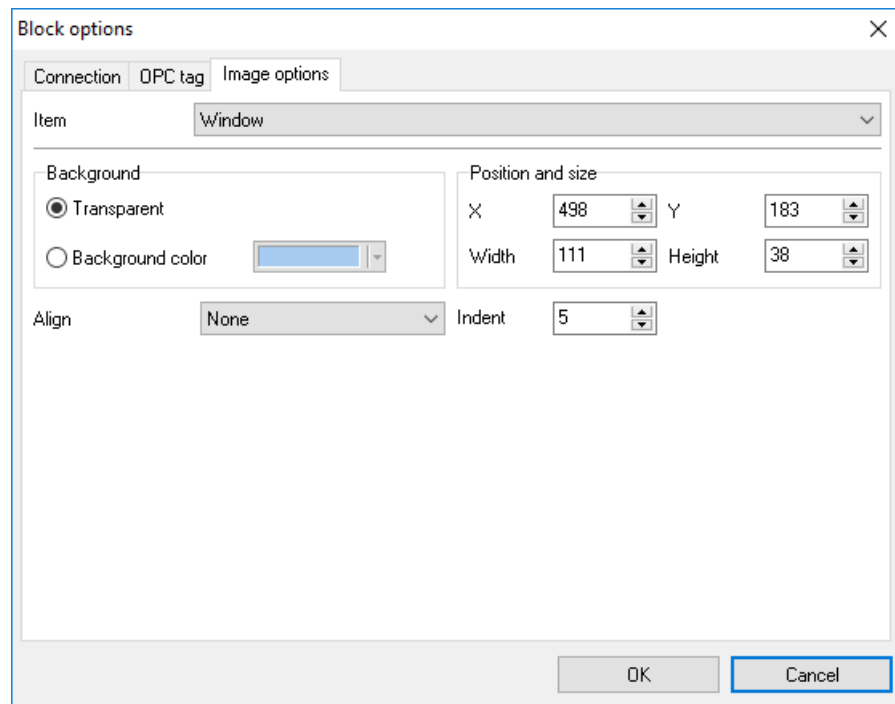 Block options
Connection OPC tag Image options
Item Window
Background Position and size
Transparent X 498 Y 183
Background color Width 111 Height 38
Align None Indent 5
OK Cancel